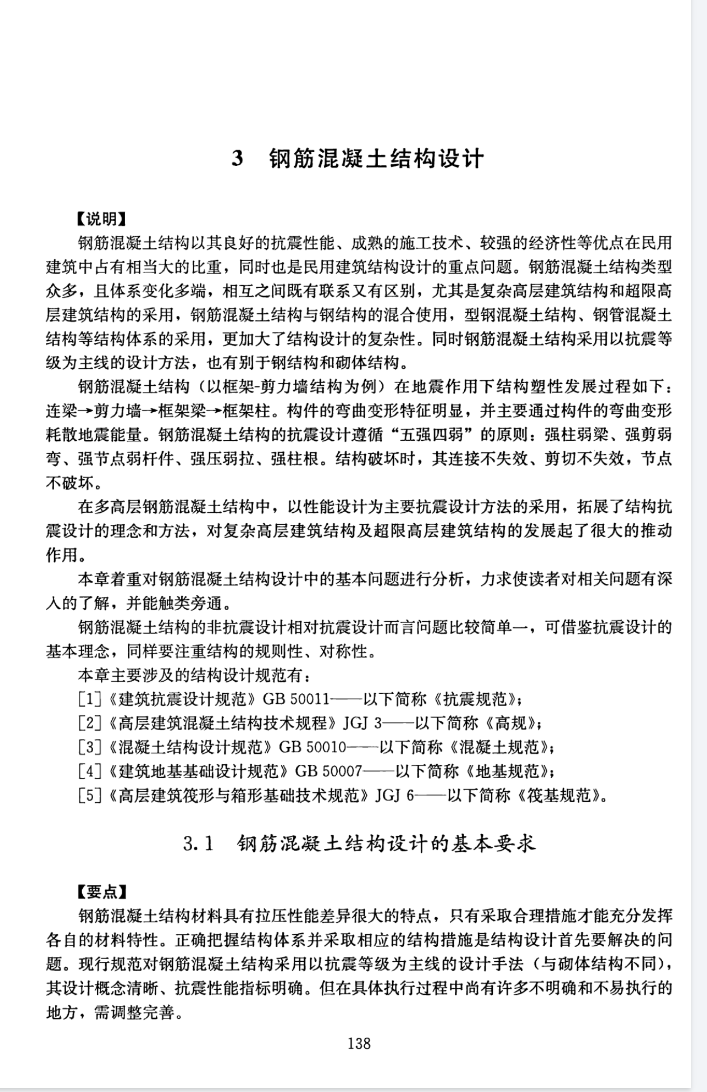 3 钢筋混凝土结构设计
【说明】
钢筋混凝土结构以其良好的抗震性能、成熟的施工技术、较强的经济性等优点在民用
建筑中占有相当大的比重，同时也是民用建筑结构设计的重点问题。钢筋混凝土结构类型
众多，且体系变化多端，相互之间既有联系又有区别，尤其是复杂高层建筑结构和超限高
层建筑结构的采用，钢筋混凝土结构与钢结构的混合使用，型钢混凝土结构、钢管混凝土
结构等结构体系的采用，更加大了结构设计的复杂性。同时钢筋混凝土结构采用以抗震等
级为主线的设计方法，也有别于钢结构和砌体结构。
钢筋混凝土结构（以框架-剪力墙结构为例）在地震作用下结构塑性发展过程如下：
连梁→剪力墙→框架梁→框架柱。构件的弯曲变形特征明显，并主要通过构件的弯曲变形
耗散地震能量。钢筋混凝土结构的抗震设计遵循“五强四弱”的原则：强柱弱梁、强剪弱
弯、强节点弱杆件、强压弱拉、强柱根。结构破坏时，其连接不失效、剪切不失效，节点
不破坏。
在多高层钢筋混凝土结构中，以性能设计为主要抗震设计方法的采用，拓展了结构抗
震设计的理念和方法，对复杂高层建筑结构及超限高层建筑结构的发展起了很大的推动
作用。
本章着重对钢筋混凝土结构设计中的基本问题进行分析，力求使读者对相关问题有深
入的了解，并能触类旁通。
钢筋混凝土结构的非抗震设计相对抗震设计而言问题比较简单一，可借鉴抗震设计的
基本理念，同样要注重结构的规则性、对称性。
本章主要涉及的结构设计规范有：
[1]《建筑抗震设计规范》GB 50011——以下简称《抗震规范》；
[2]《高层建筑混凝土结构技术规程》JGJ 3——以下简称《高规》；
[3]《混凝土结构设计规范》GB 50010——以下简称《混凝土规范》；
[4]《建筑地基基础设计规范》GB 50007——以下简称《地基规范》；
[5]《高层建筑筏形与箱形基础技术规范》JGJ 6——以下简称《筏基规范》。
3.1 钢筋混凝土结构设计的基本要求
【要点】
钢筋混凝土结构材料具有拉压性能差异很大的特点，只有采取合理措施才能充分发挥
各自的材料特性。正确把握结构体系并采取相应的结构措施是结构设计首先要解决的问
题。现行规范对钢筋混凝土结构采用以抗震等级为主线的设计手法（与砌体结构不同），
其设计概念清晰、抗震性能指标明确。但在具体执行过程中尚有许多不明确和不易执行的
地方，需调整完善。
138